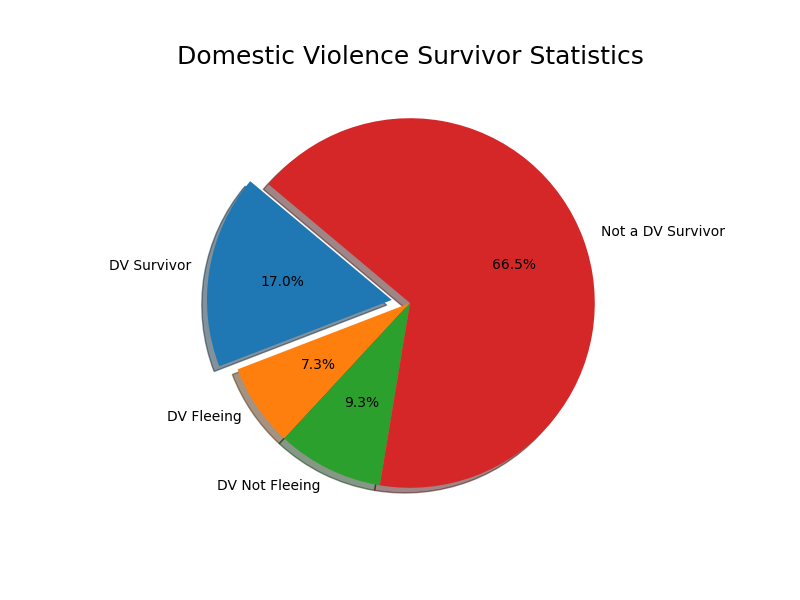 Domestic Violence Survivor Statistics
Not a DV Survivor
66.5%
DV Survivor
17.0%
7.3%
DV Fleeing
9.3%
DV Not Fleeing